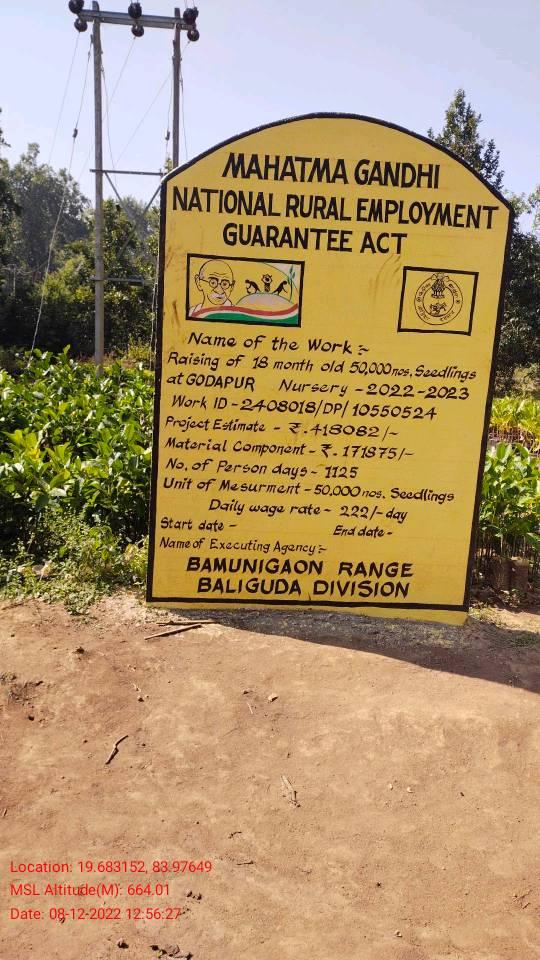 MAHATMA GANDHI
NATIONAL RURAL EMPLOYMENT
GUARANTEE ACT
Name of the Work :-
Raising of 18 month old 50,000 nos. Seedlings
at GODAPUR Nursery - 2022-2023
Work ID - 2408018/DP/10550524
Project Estimate - ₹. 418082/-
Material Component - ₹. 171875/-
No. of Person days - 1125
Unit of Mesurment - 50,000 nos. Seedlings
Daily wage rate - 222/- day
Start date - End date -
Name of Executing Agency :-
BAMUNIGAON RANGE
BALIGUDA DIVISION
Location: 19.683152, 83.97649
MSL Altitude(M): 664.01
Date: 08-12-2022 12:56:27